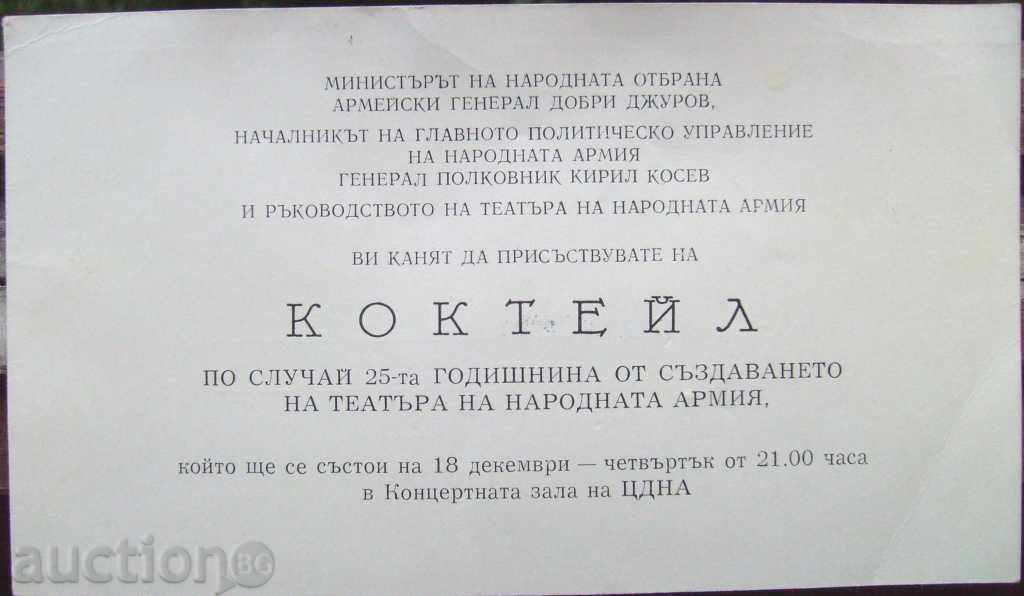 МИНИСТЪРЪТ НА НАРОДНАТА ОТБРАНА
АРМЕЙСКИ ГЕНЕРАЛ ДОБРИ ДЖУРОВ,
НАЧАЛНИКЪТ НА ГЛАВНОТО ПОЛИТИЧЕСКО УПРАВЛЕНИЕ
НА НАРОДНАТА АРМИЯ
ГЕНЕРАЛ ПОЛКОВНИК КИРИЛ КОСЕВ
И РЪКОВОДСТВОТО НА ТЕАТЪРА НА НАРОДНАТА АРМИЯ
ВИ КАНЯТ ДА ПРИСЪСТВУВАТЕ НА
КОКТЕЙЛ
ПО СЛУЧАЙ 25-та ГОДИШНИНА ОТ СЪЗДАВАНЕТО
НА ТЕАТЪРА НА НАРОДНАТА АРМИЯ,
който ще се състои на 18 декември — четвъртък от 21.00 часа
в Концертната зала на ЦДНА
auction BG